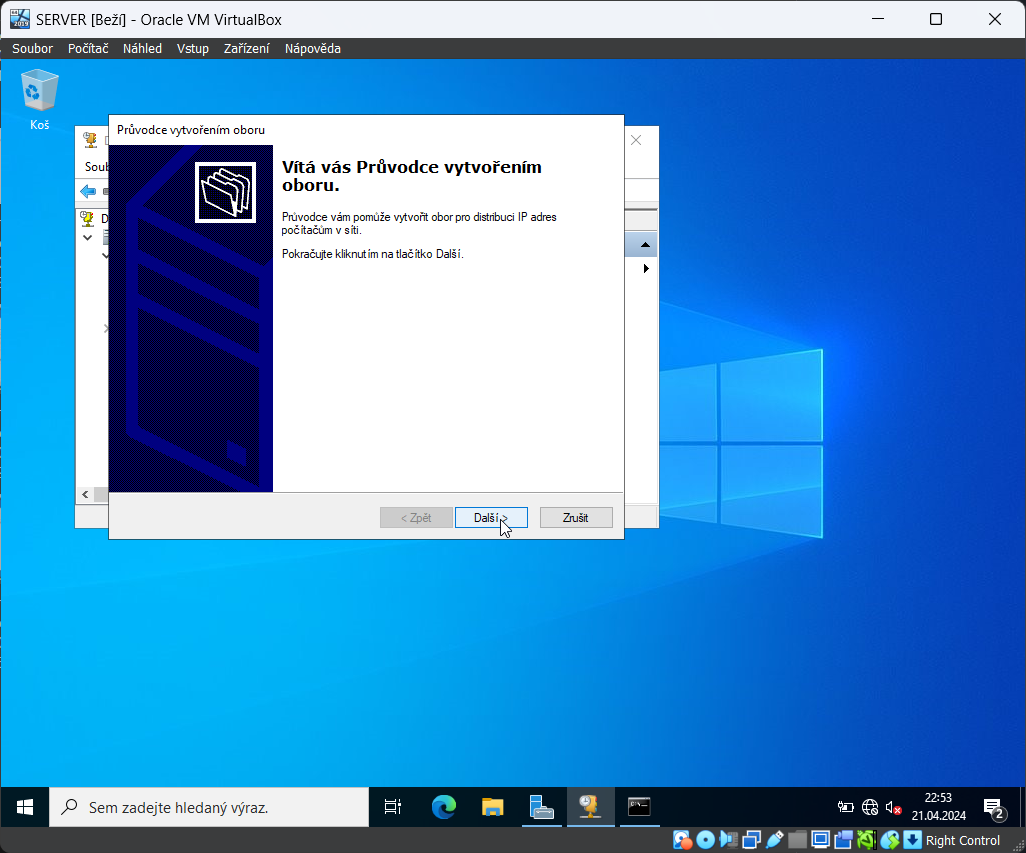 SERVER [Beží] - Oracle VM VirtualBox
Soubor Počítač Náhled Vstup Zařízení Nápověda
Koš
Průvodce vytvořením oboru
Vítá vás Průvodce vytvořením
oboru.
Průvodce vám pomůže vytvořit obor pro distribuci IP adres
počítačům v síti.
Pokračujte kliknutím na tlačítko Další.
< Zpět Další > Zrušit
Sem zadejte hledaný výraz.
22:53
21.04.2024
2
Right Control